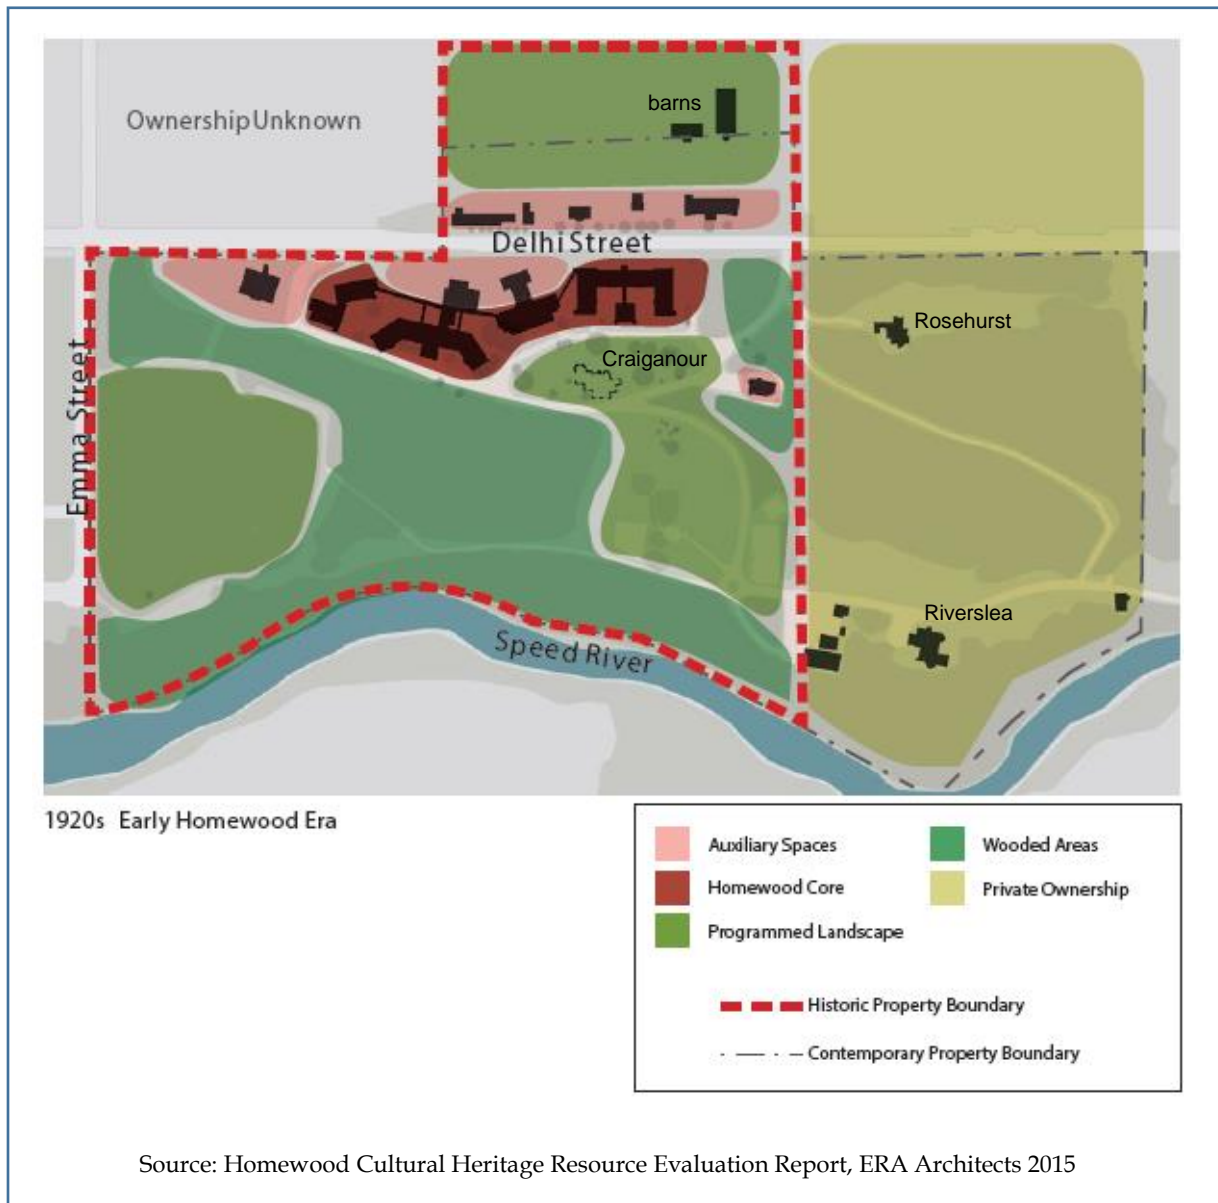 barns
Ownership Unknown
Delhi Street
Emma Street
Rosehurst
Craiganour
Riverslea
Speed River
1920s Early Homewood Era
Auxiliary Spaces
Wooded Areas
Homewood Core
Private Ownership
Programmed Landscape
Historic Property Boundary
Contemporary Property Boundary
Source: Homewood Cultural Heritage Resource Evaluation Report, ERA Architects 2015